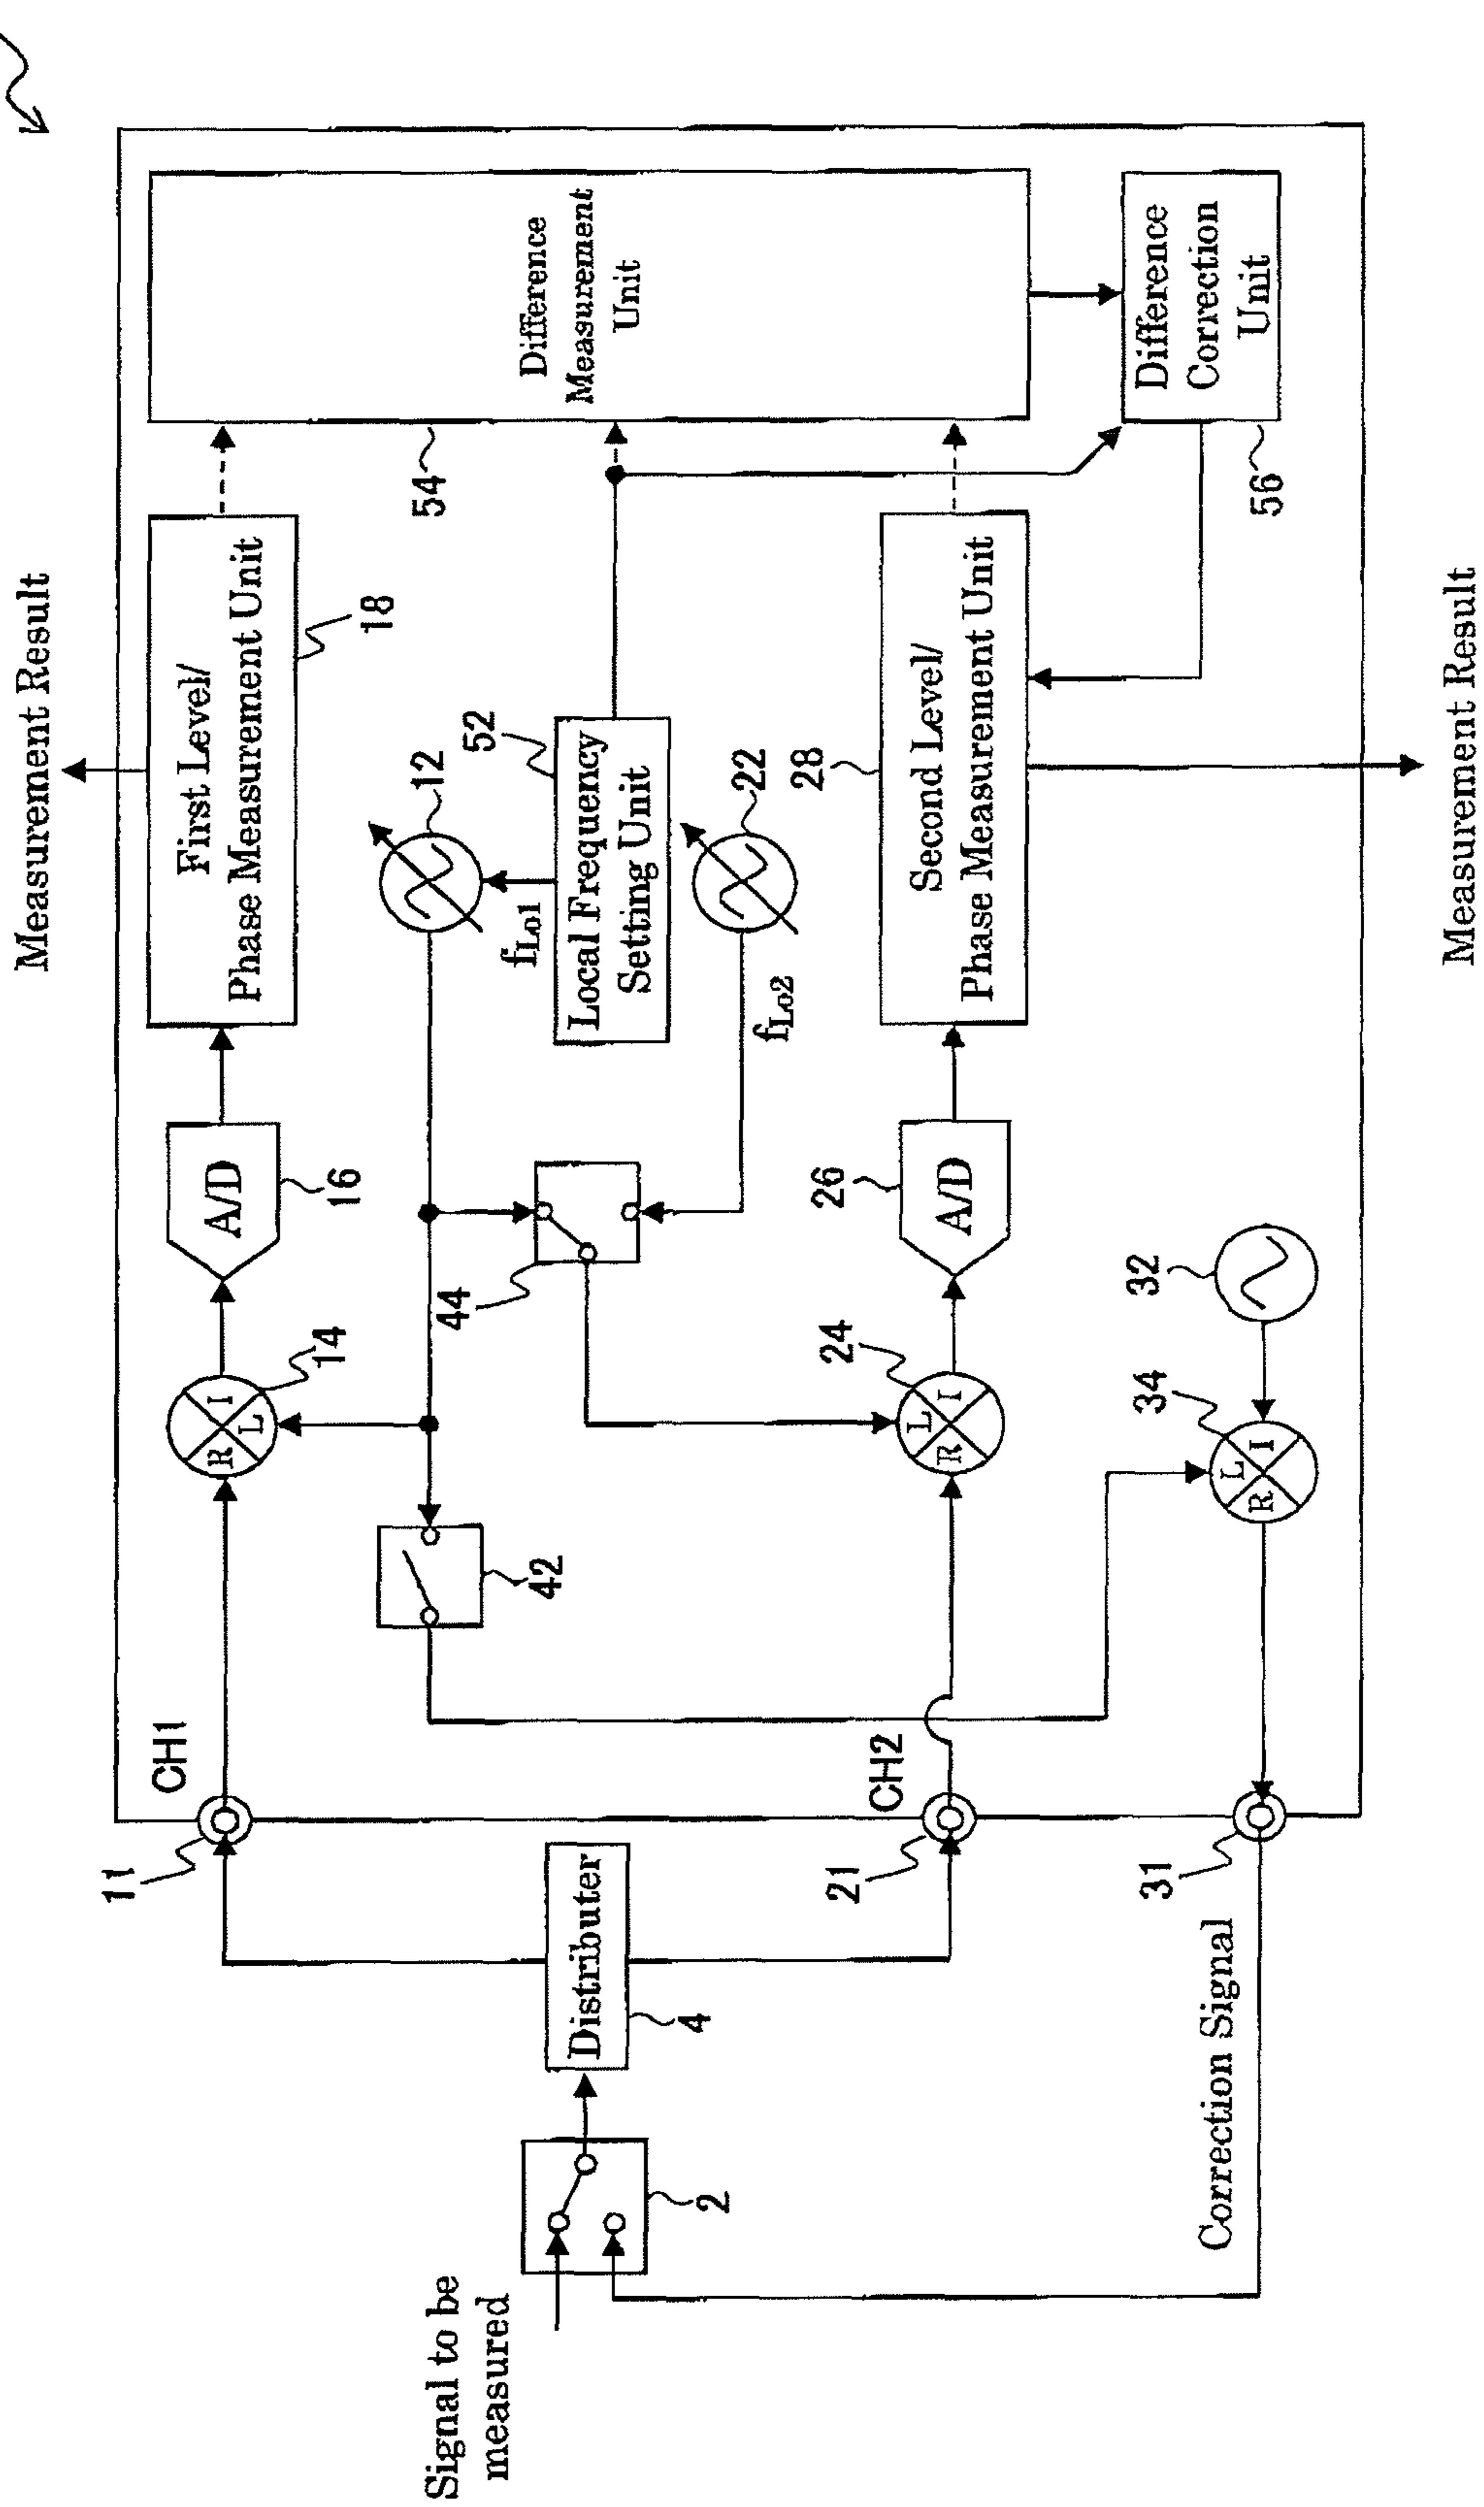 Measurement Result
First Level/
Phase Measurement Unit
18
A/D
16
R
I
L
14
CH1
11
Difference
Measurement
Unit
54
12
fLo1
52
Local Frequency
Setting Unit
22
fLo2
44
42
Signal to be
measured
2
Distributer
4
Second Level/
Phase Measurement Unit
28
A/D
26
R
L
I
24
CH2
21
Difference
Correction
Unit
56
32
R
L
I
34
31
Correction Signal
Measurement Result